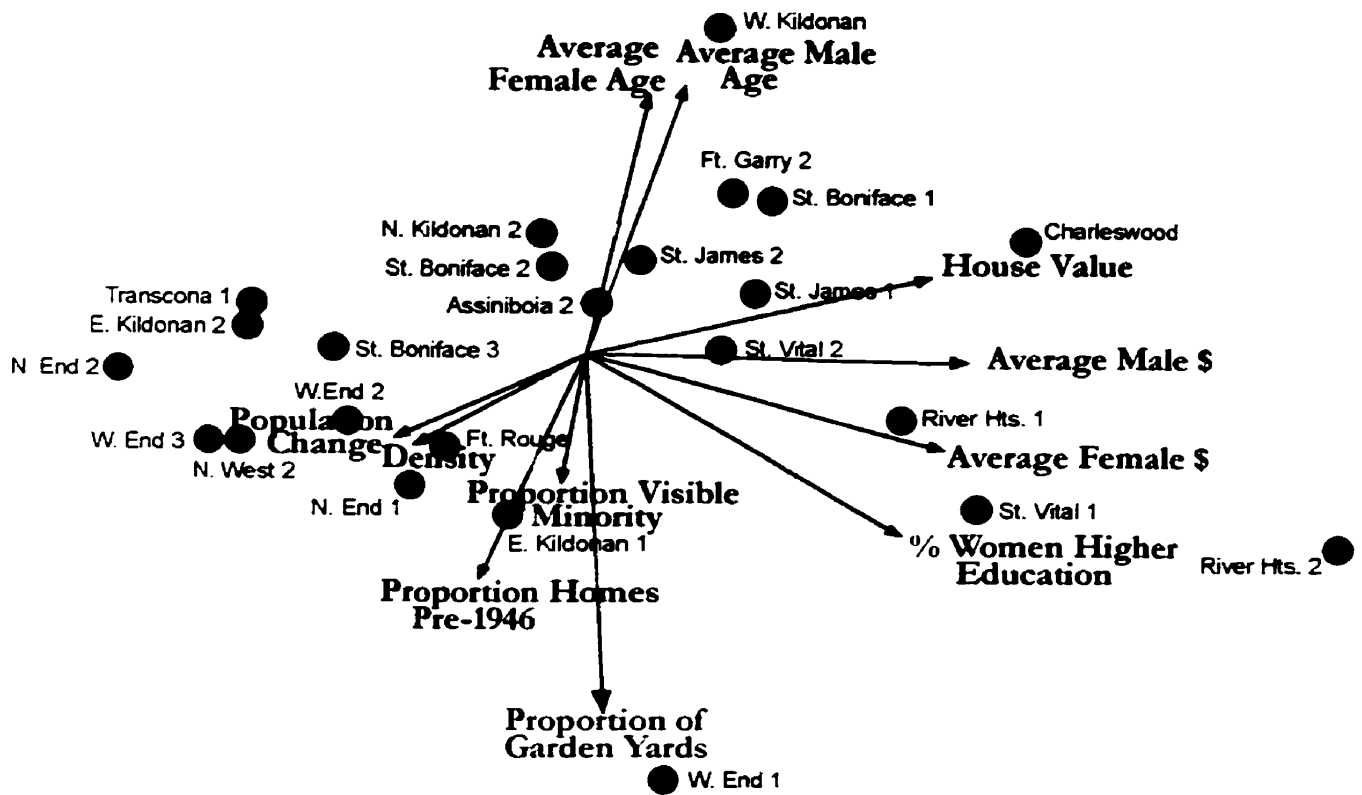 W. Kildonan
Average
Female Age
Average Male
Age
Ft. Garry 2
St. Boniface 1
N. Kildonan 2
Charleswood
St. Boniface 2
St. James 2
House Value
Transcona 1
Assiniboia 2
St. James 1
E. Kildonan 2
St. Boniface 3
St. Vital 2
N. End 2
Average Male $
W.End 2
Population
Change
River Hts. 1
W. End 3
Ft. Rouge
Density
Average Female $
N. West 2
N. End 1
Proportion Visible
Minority
St. Vital 1
E. Kildonan 1
% Women Higher
Education
River Hts. 2
Proportion Homes
Pre-1946
Proportion of
Garden Yards
W. End 1